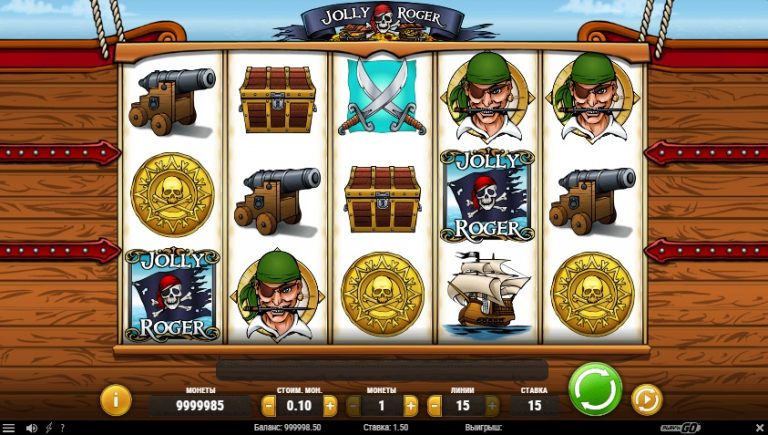 JOLLY ROGER
JOLLY
ROGER
JOLLY
ROGER
МОНЕТЫ
СТОИМ. МОН.
МОНЕТЫ
ЛИНИИ
СТАВКА
i
9999985
- 0.10 +
- 1 +
- 15 +
15
?
Баланс: 999998.50
Ставка: 1.50
Выигрыш:
PLAY'N GO